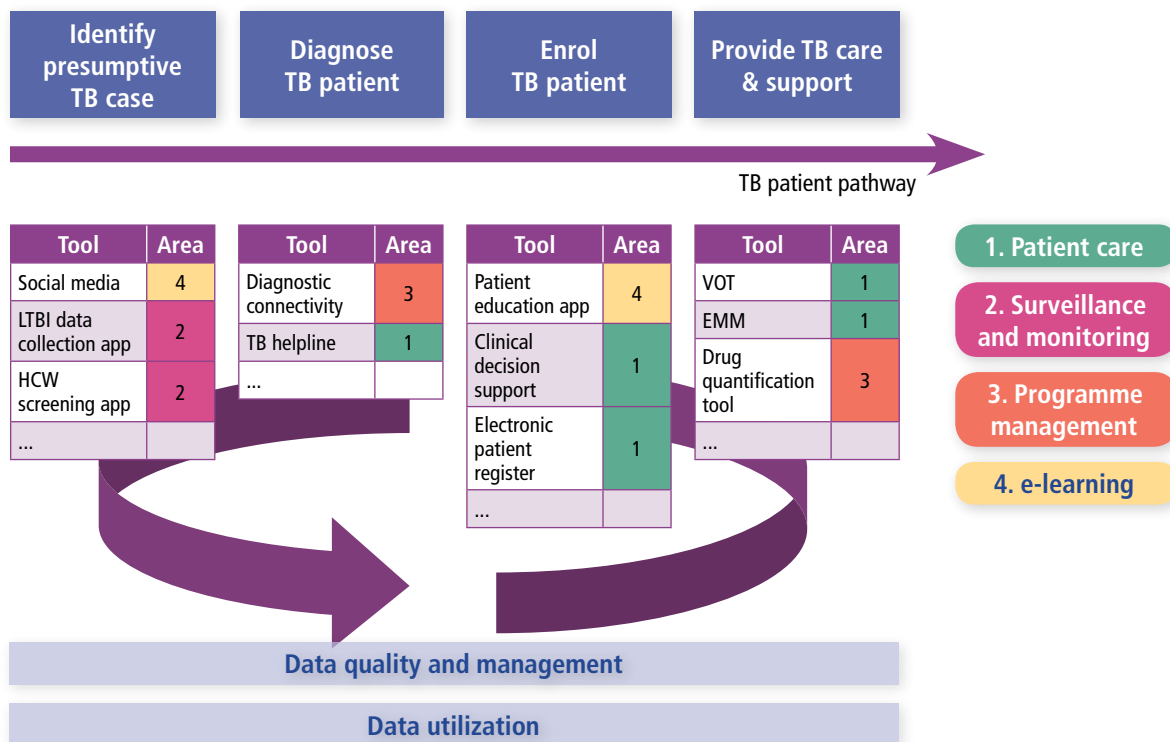 Identify
presumptive
TB case
Diagnose
TB patient
Enrol
TB patient
Provide TB care
& support
TB patient pathway
Tool Area
Social media 4
LTBI data
collection app 2
HCW
screening app 2
...
Tool Area
Diagnostic
connectivity 3
TB helpline 1
...
Tool Area
Patient
education app 4
Clinical
decision
support 1
Electronic
patient
register 1
...
Tool Area
VOT 1
EMM 1
Drug
quantification
tool 3
...
1. Patient care
2. Surveillance
and monitoring
3. Programme
management
4. e-learning
Data quality and management
Data utilization